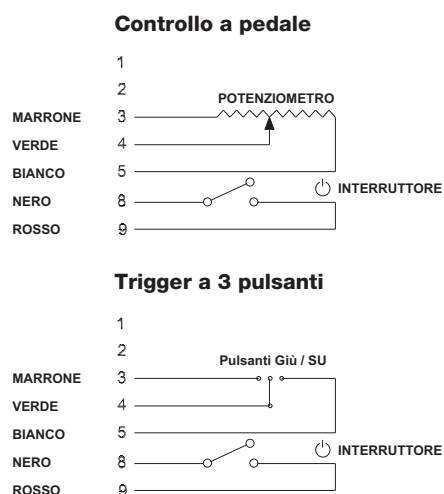 Controllo a pedale
1
2
POTENZIOMETRO
MARRONE 3
VERDE 4
BIANCO 5
INTERRUTTORE
NERO 8
ROSSO 9
Trigger a 3 pulsanti
1
2
Pulsanti Giù / SU
MARRONE 3
VERDE 4
BIANCO 5
INTERRUTTORE
NERO 8
ROSSO 9